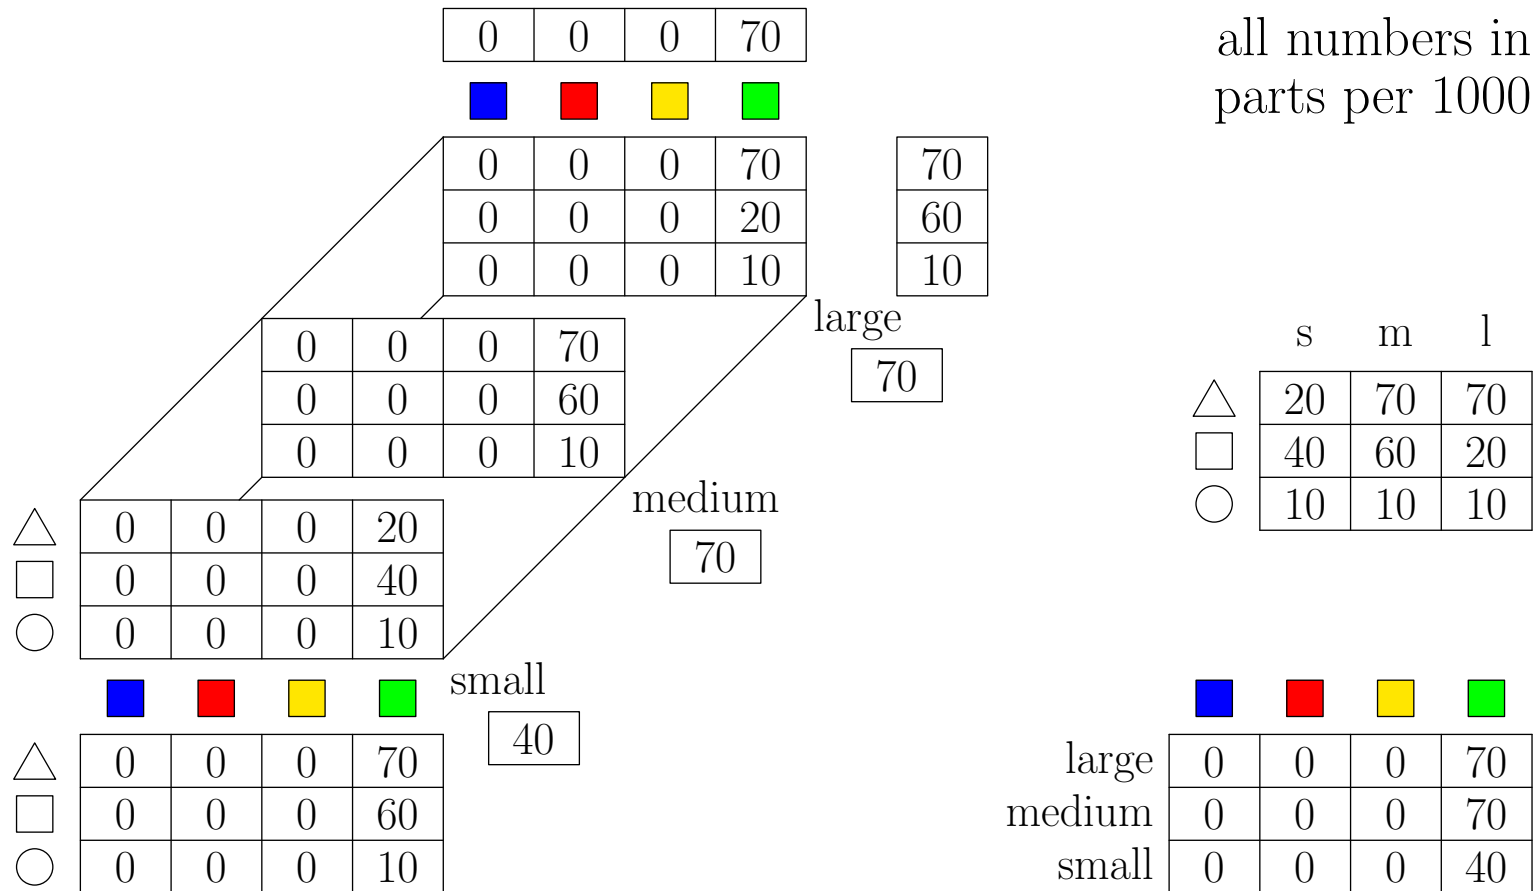 0 0 0 70
all numbers in
parts per 1000
0 0 0 70
0 0 0 20
0 0 0 10
70
60
10
large
70
0 0 0 70
0 0 0 60
0 0 0 10
medium
70
s m l
20 70 70
40 60 20
10 10 10
0 0 0 20
0 0 0 40
0 0 0 10
small
40
0 0 0 70
0 0 0 60
0 0 0 10
large 0 0 0 70
medium 0 0 0 70
small 0 0 0 40